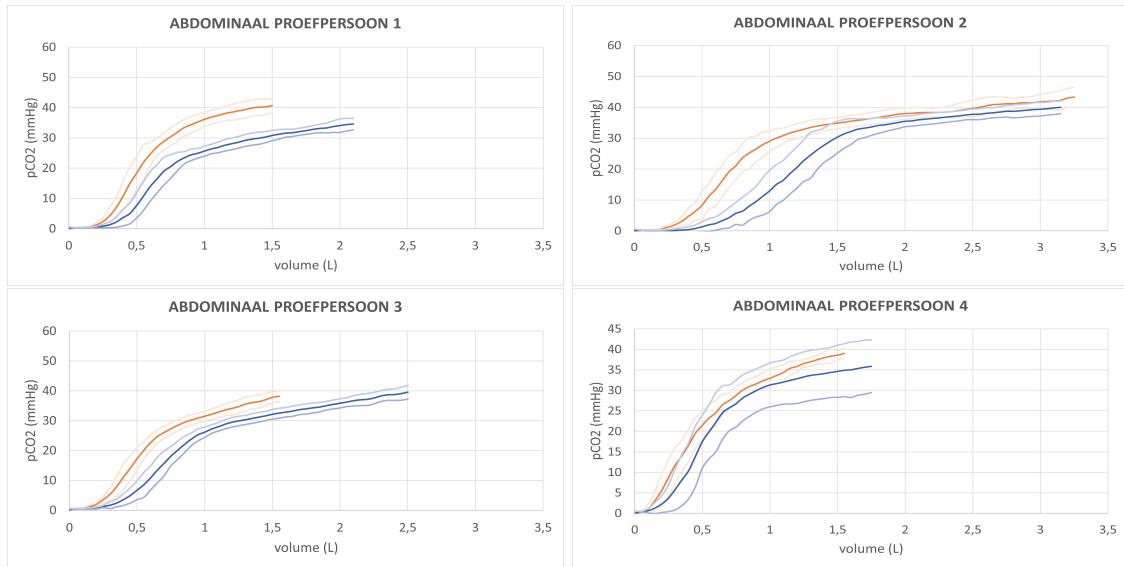 ABDOMINAAL PROEFPERSOON 1
60
50
40
30
20
10
0
pCO2 (mmHg)
0 0,5 1 1,5 2 2,5 3 3,5
volume (L)
ABDOMINAAL PROEFPERSOON 2
60
50
40
30
20
10
0
pCO2 (mmHg)
0 0,5 1 1,5 2 2,5 3 3,5
volume (L)
ABDOMINAAL PROEFPERSOON 3
60
50
40
30
20
10
0
pCO2 (mmHg)
0 0,5 1 1,5 2 2,5 3 3,5
volume (L)
ABDOMINAAL PROEFPERSOON 4
45
40
35
30
25
20
15
10
5
0
pCO2 (mmHg)
0 0,5 1 1,5 2 2,5 3 3,5
volume (L)